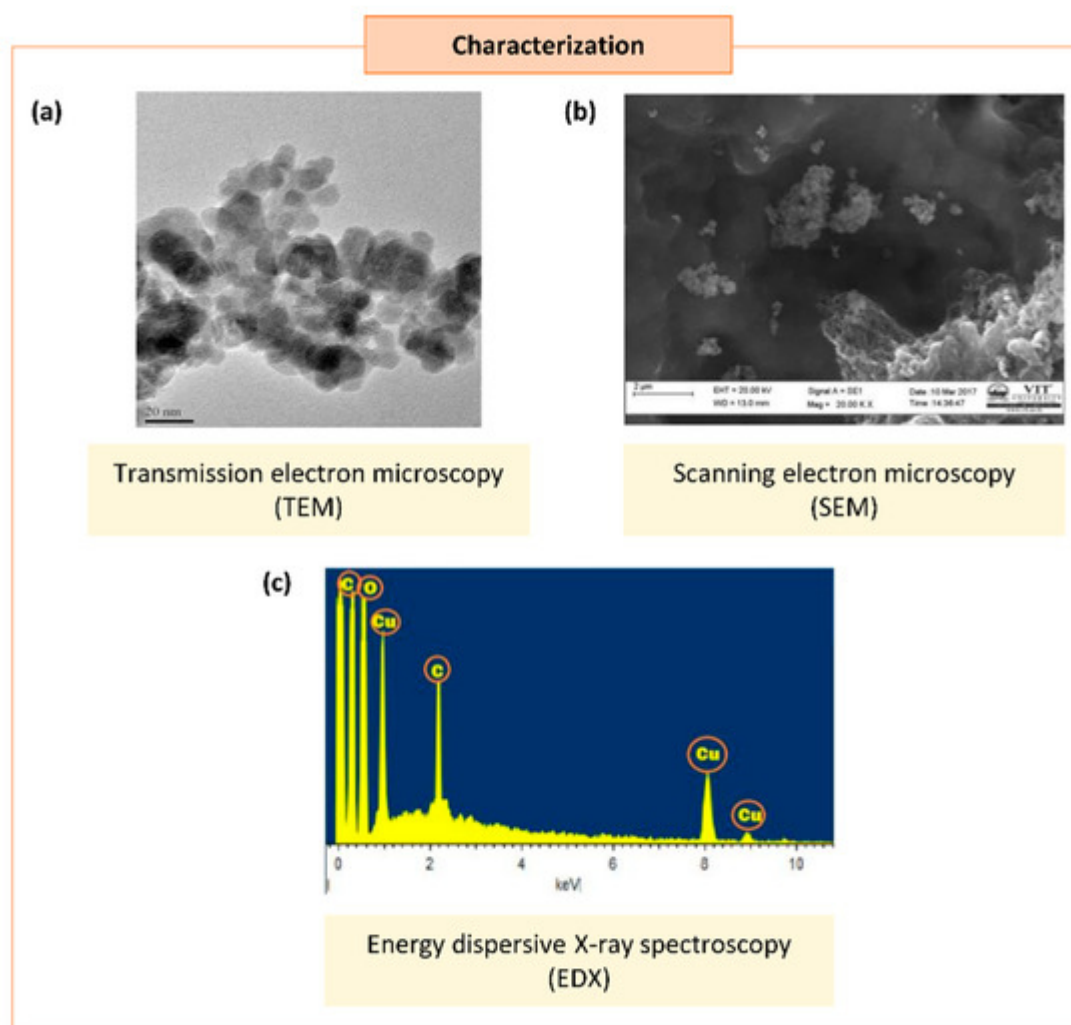 Characterization
(a)
(b)
20 nm
2 µm
EHT = 20.00 kV
Signal A = SE1
Date: 10 Mar 2017
WD = 13.0 mm
Mag = 20.00 K X
Time: 14:36:47
VIT
UNIVERSITY
Transmission electron microscopy
(TEM)
Scanning electron microscopy
(SEM)
(c)
C
O
Cu
C
Cu
Cu
0 2 4 6 8 10
keV
Energy dispersive X-ray spectroscopy
(EDX)